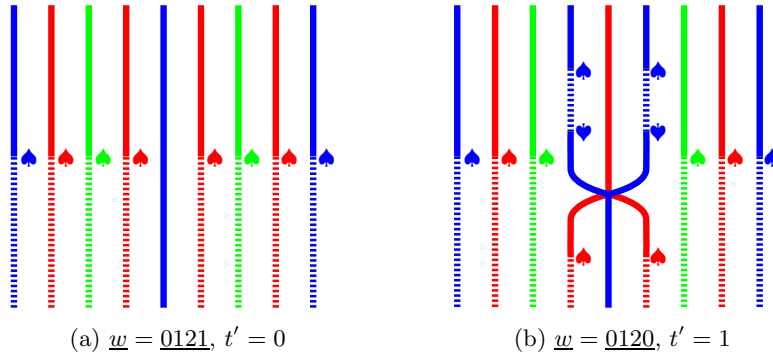 (a) w = 0121, t′ = 0
(b) w = 0120, t′ = 1